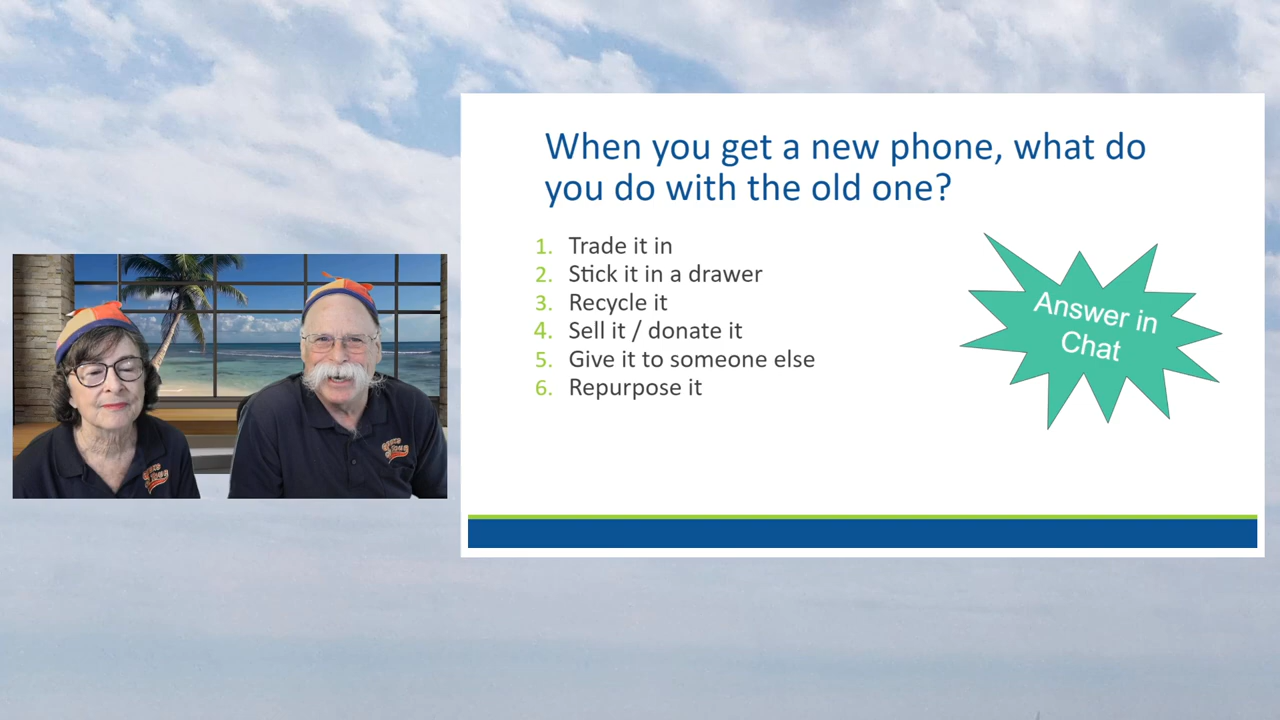 When you get a new phone, what do
you do with the old one?
1. Trade it in
2. Stick it in a drawer
3. Recycle it
4. Sell it / donate it
5. Give it to someone else
6. Repurpose it
Answer in
Chat